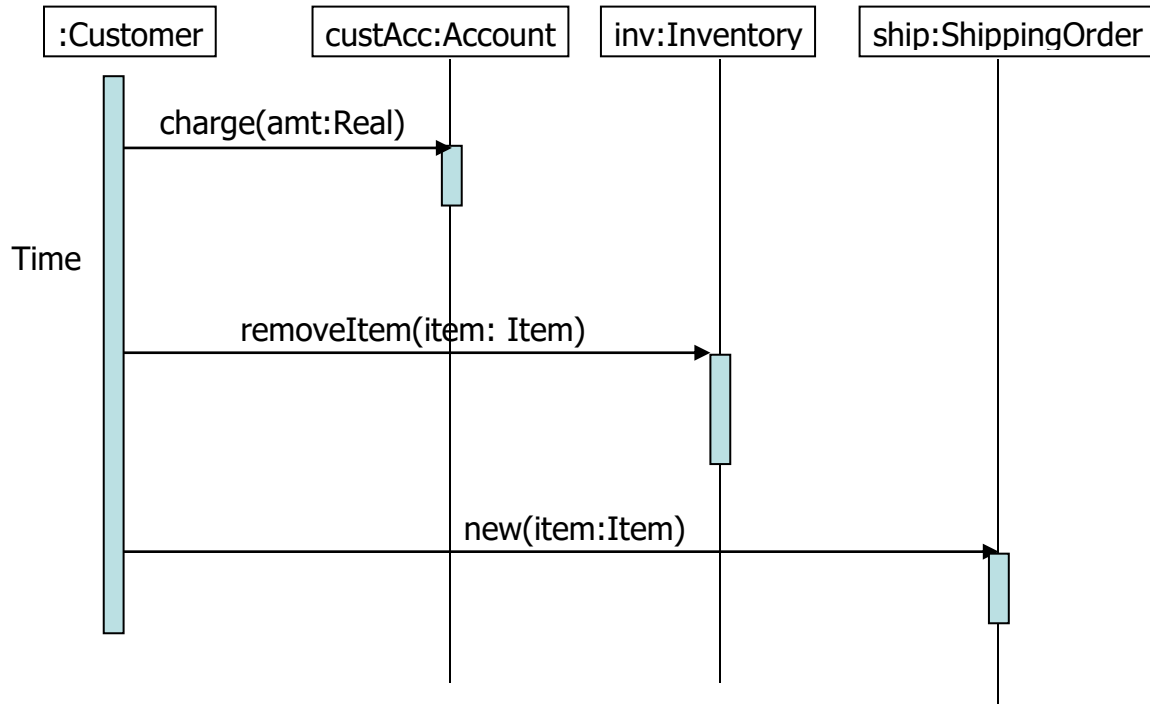 :Customer
custAcc:Account
inv:Inventory
ship:ShippingOrder
charge(amt:Real)
Time
removeItem(item: Item)
new(item:Item)